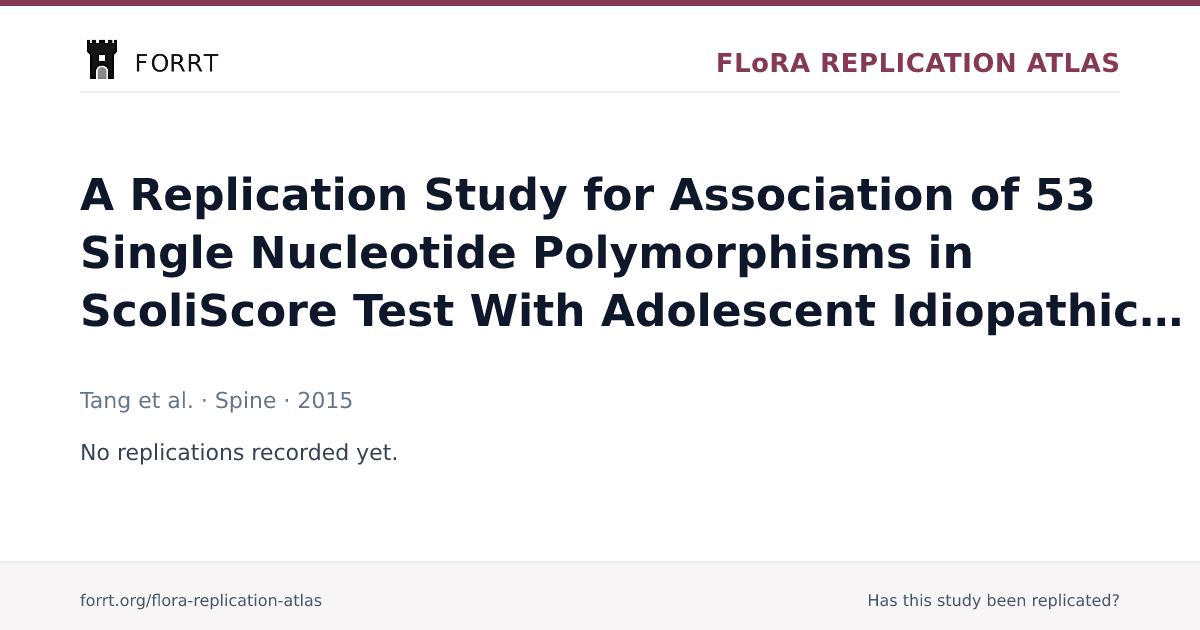 FORRT
FLoRA REPLICATION ATLAS
A Replication Study for Association of 53
Single Nucleotide Polymorphisms in
ScoliScore Test With Adolescent Idiopathic…
Tang et al. · Spine · 2015
No replications recorded yet.
forrt.org/flora-replication-atlas
Has this study been replicated?